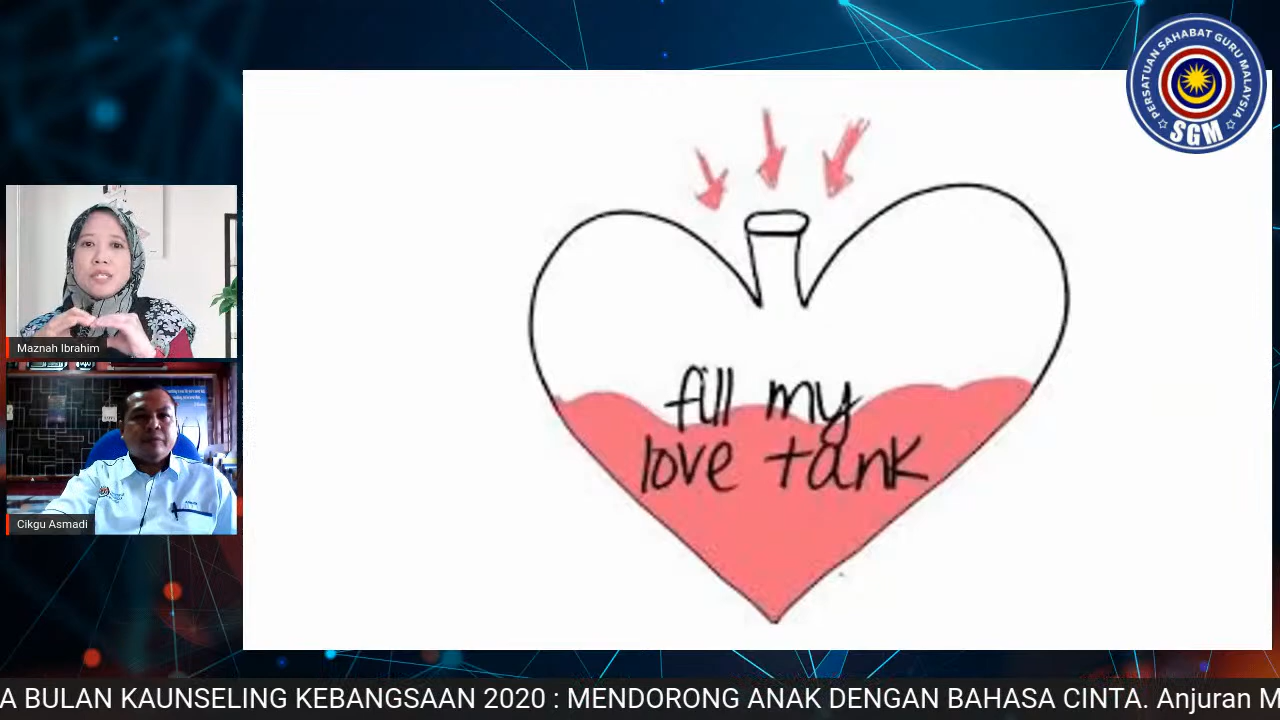 PERSATUAN SAHABAT GURU MALAYSIA
SGM
fill my
love tank
Maznah Ibrahim
Cikgu Asmadi
A BULAN KAUNSELING KEBANGSAAN 2020 : MENDORONG ANAK DENGAN BAHASA CINTA. Anjuran M